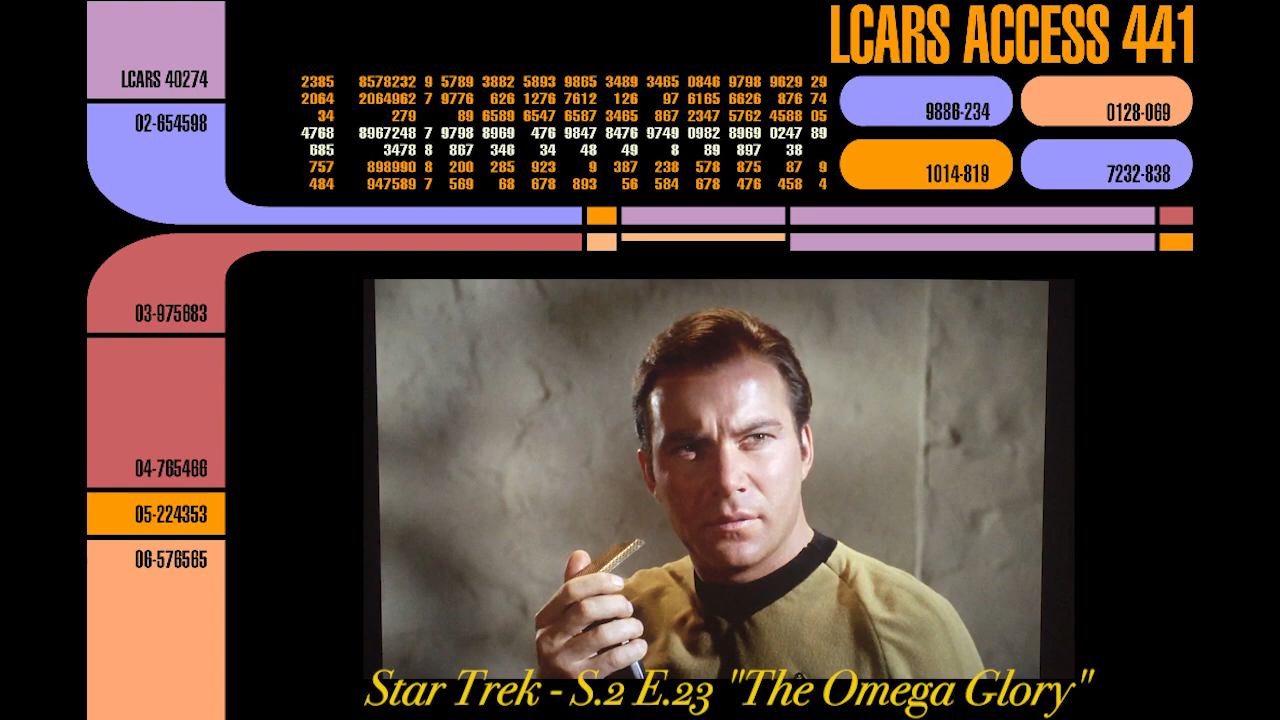 LCARS ACCESS 441
LCARS 40274
02-654598
2385 8578232 9 5789 3882 5893 9865 3489 3465 0846 9798 9629 29
2064 2064962 7 9776 626 1276 7612 126 97 6165 6626 876 74
34 279 89 6589 6547 6587 3465 867 2347 5762 4588 05
4768 8967248 7 9798 8969 476 9847 8476 9749 0982 8969 0247 89
685 3478 8 867 346 34 48 49 8 89 897 38
757 898990 8 200 285 923 9 387 238 578 875 87 9
484 947589 7 569 68 678 893 56 584 678 476 458 4
9886-234
0128-069
1014-819
7232-838
03-975683
04-765466
05-224353
06-576565
Star Trek - S.2 E.23 "The Omega Glory"